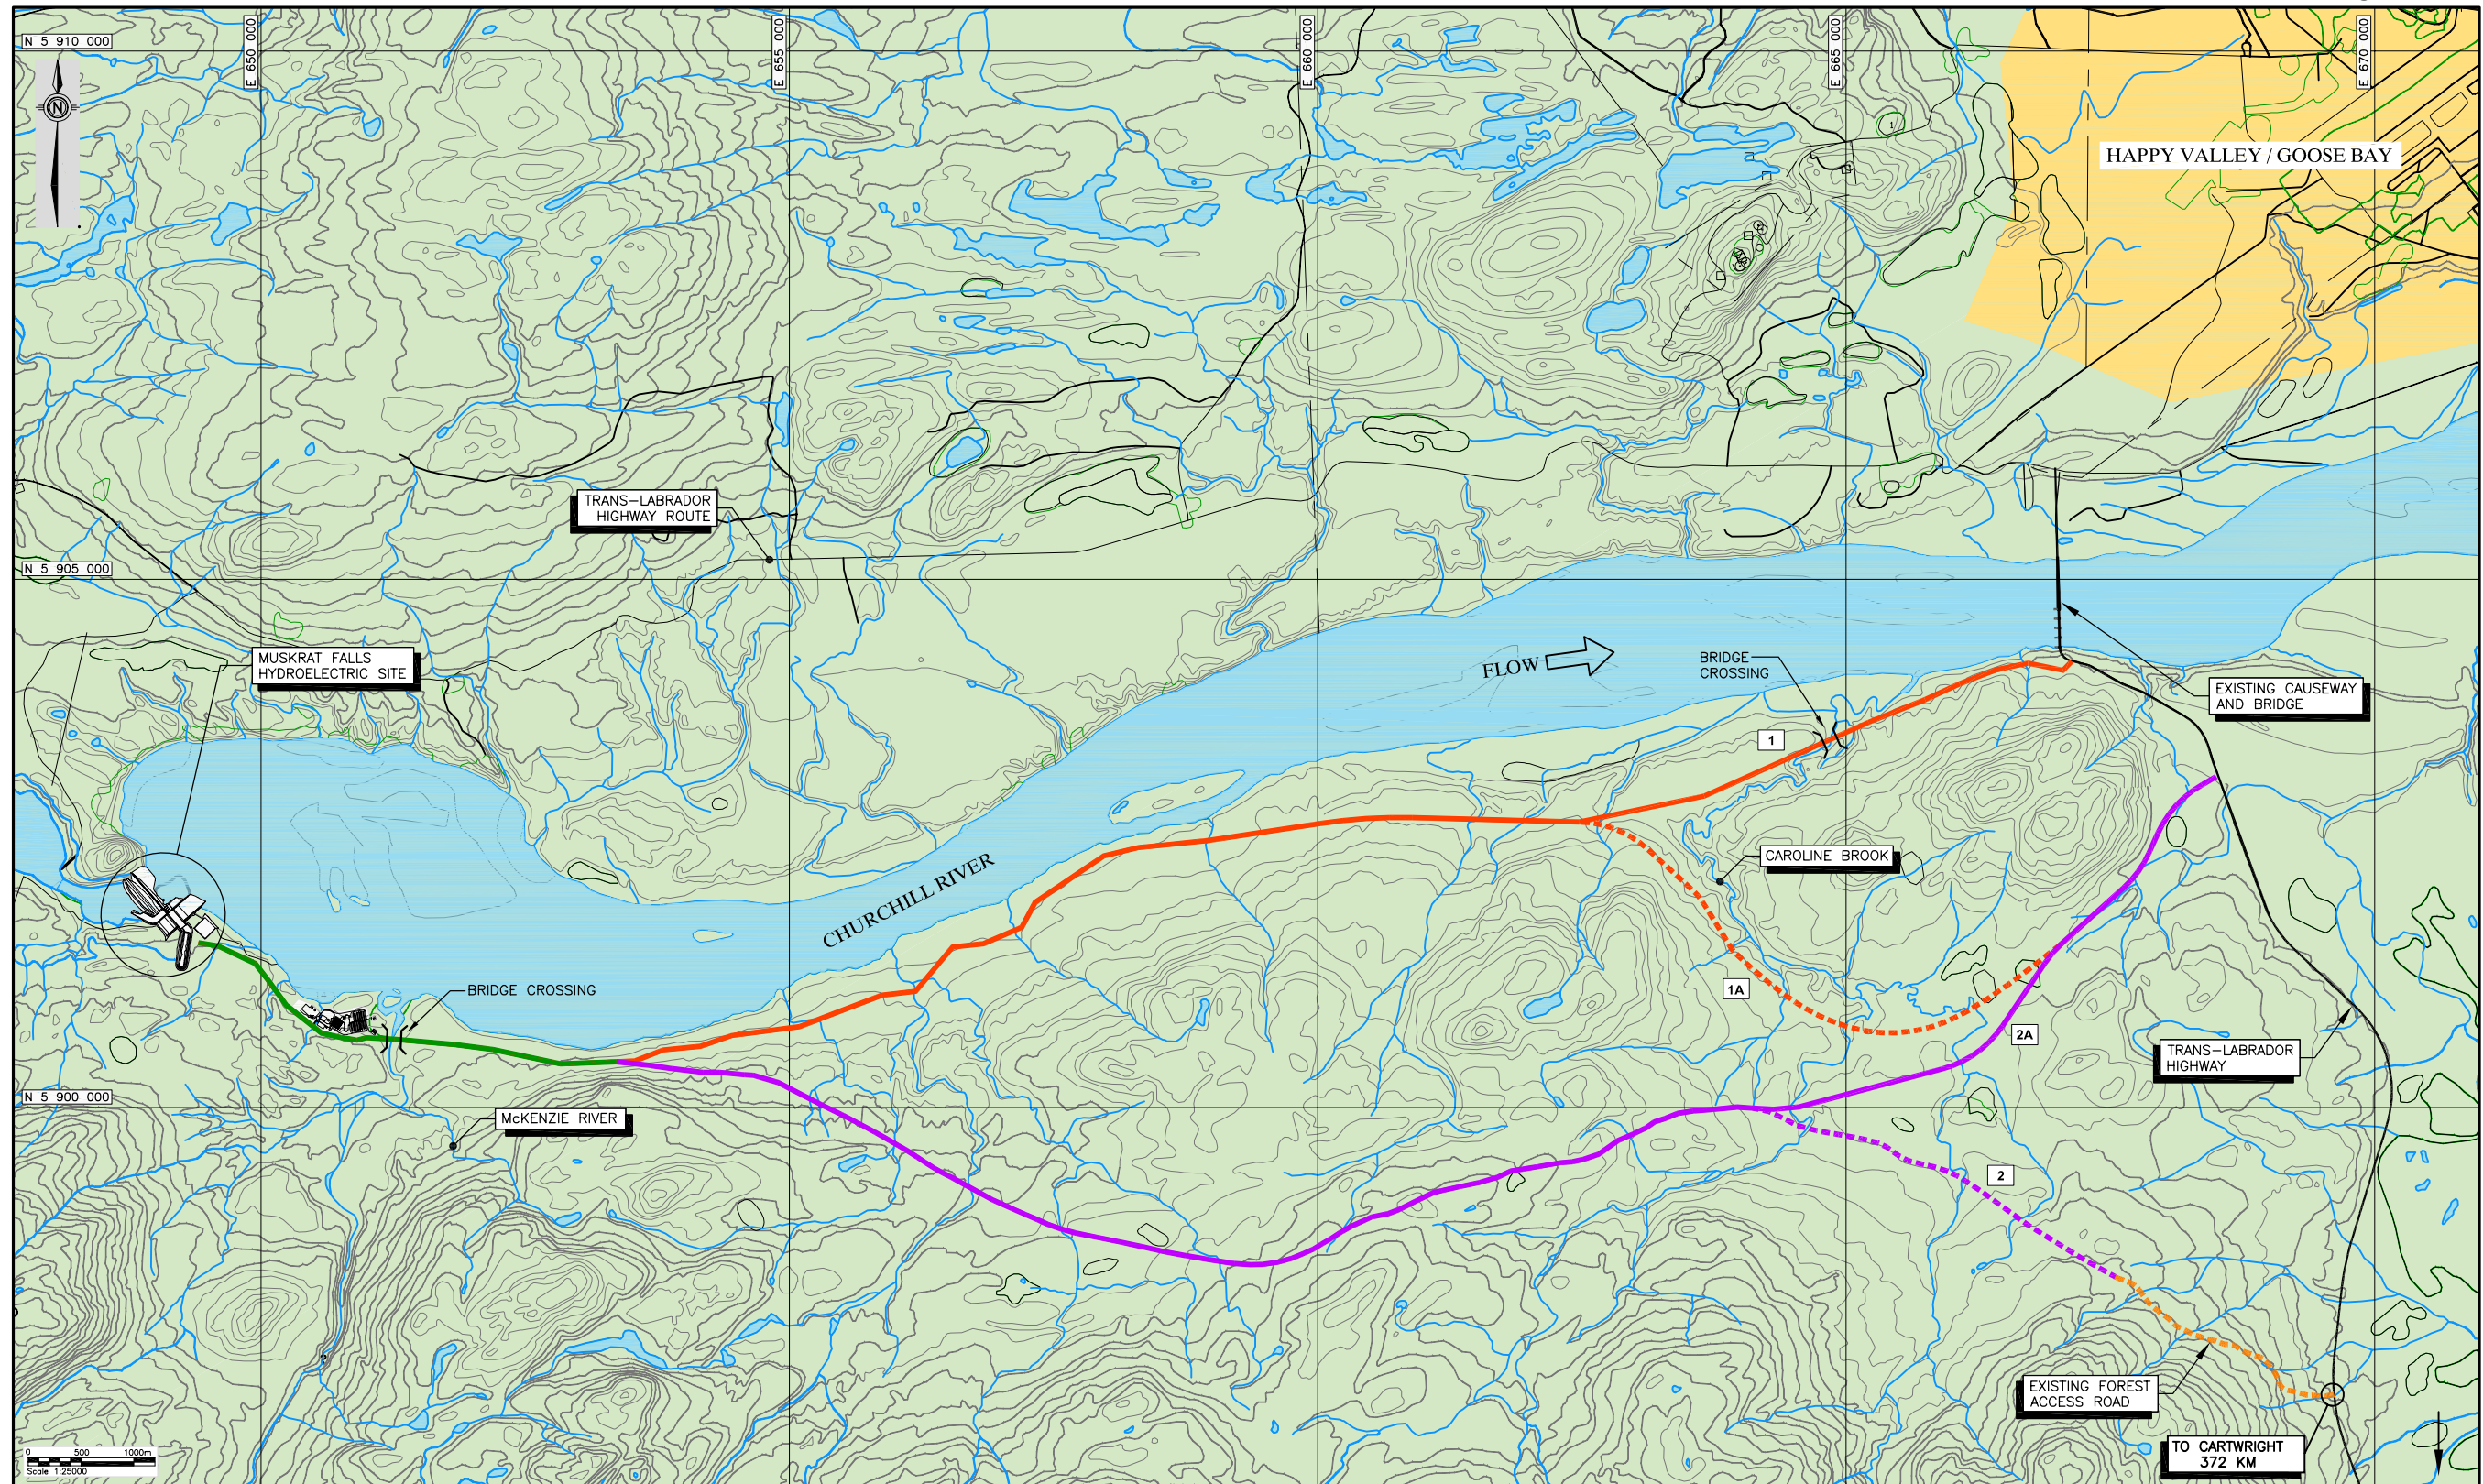 N 5 910 000
E 650 000
E 655 000
E 660 000
E 665 000
E 670 000
N
HAPPY VALLEY / GOOSE BAY
1
TRANS-LABRADOR
HIGHWAY ROUTE
N 5 905 000
MUSKRAT FALLS
HYDROELECTRIC SITE
FLOW
BRIDGE
CROSSING
EXISTING CAUSEWAY
AND BRIDGE
1
CAROLINE BROOK
CHURCHILL RIVER
BRIDGE CROSSING
1A
2A
TRANS-LABRADOR
HIGHWAY
N 5 900 000
McKENZIE RIVER
2
EXISTING FOREST
ACCESS ROAD
TO CARTWRIGHT
372 KM
0 500 1000m
Scale 1:25000